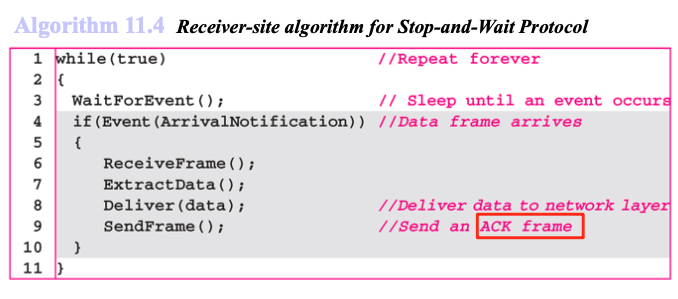 Algorithm 11.4 Receiver-site algorithm for Stop-and-Wait Protocol
1 while(true) //Repeat forever
2 {
3 WaitForEvent(); // Sleep until an event occurs
4 if(Event(ArrivalNotification)) //Data frame arrives
5 {
6 ReceiveFrame();
7 ExtractData();
8 Deliver(data); //Deliver data to network layer
9 SendFrame(); //Send an ACK frame
10 }
11 }